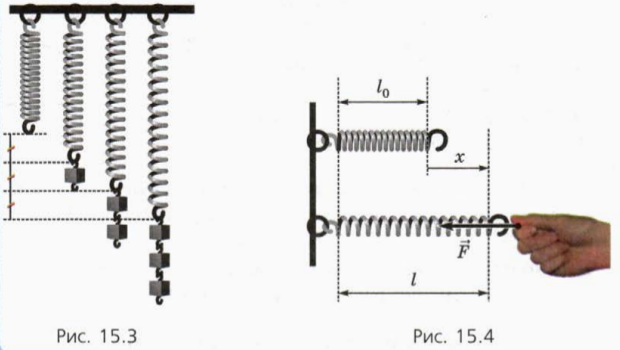 l₀
x
F⃗
l
Рис. 15.3
Рис. 15.4